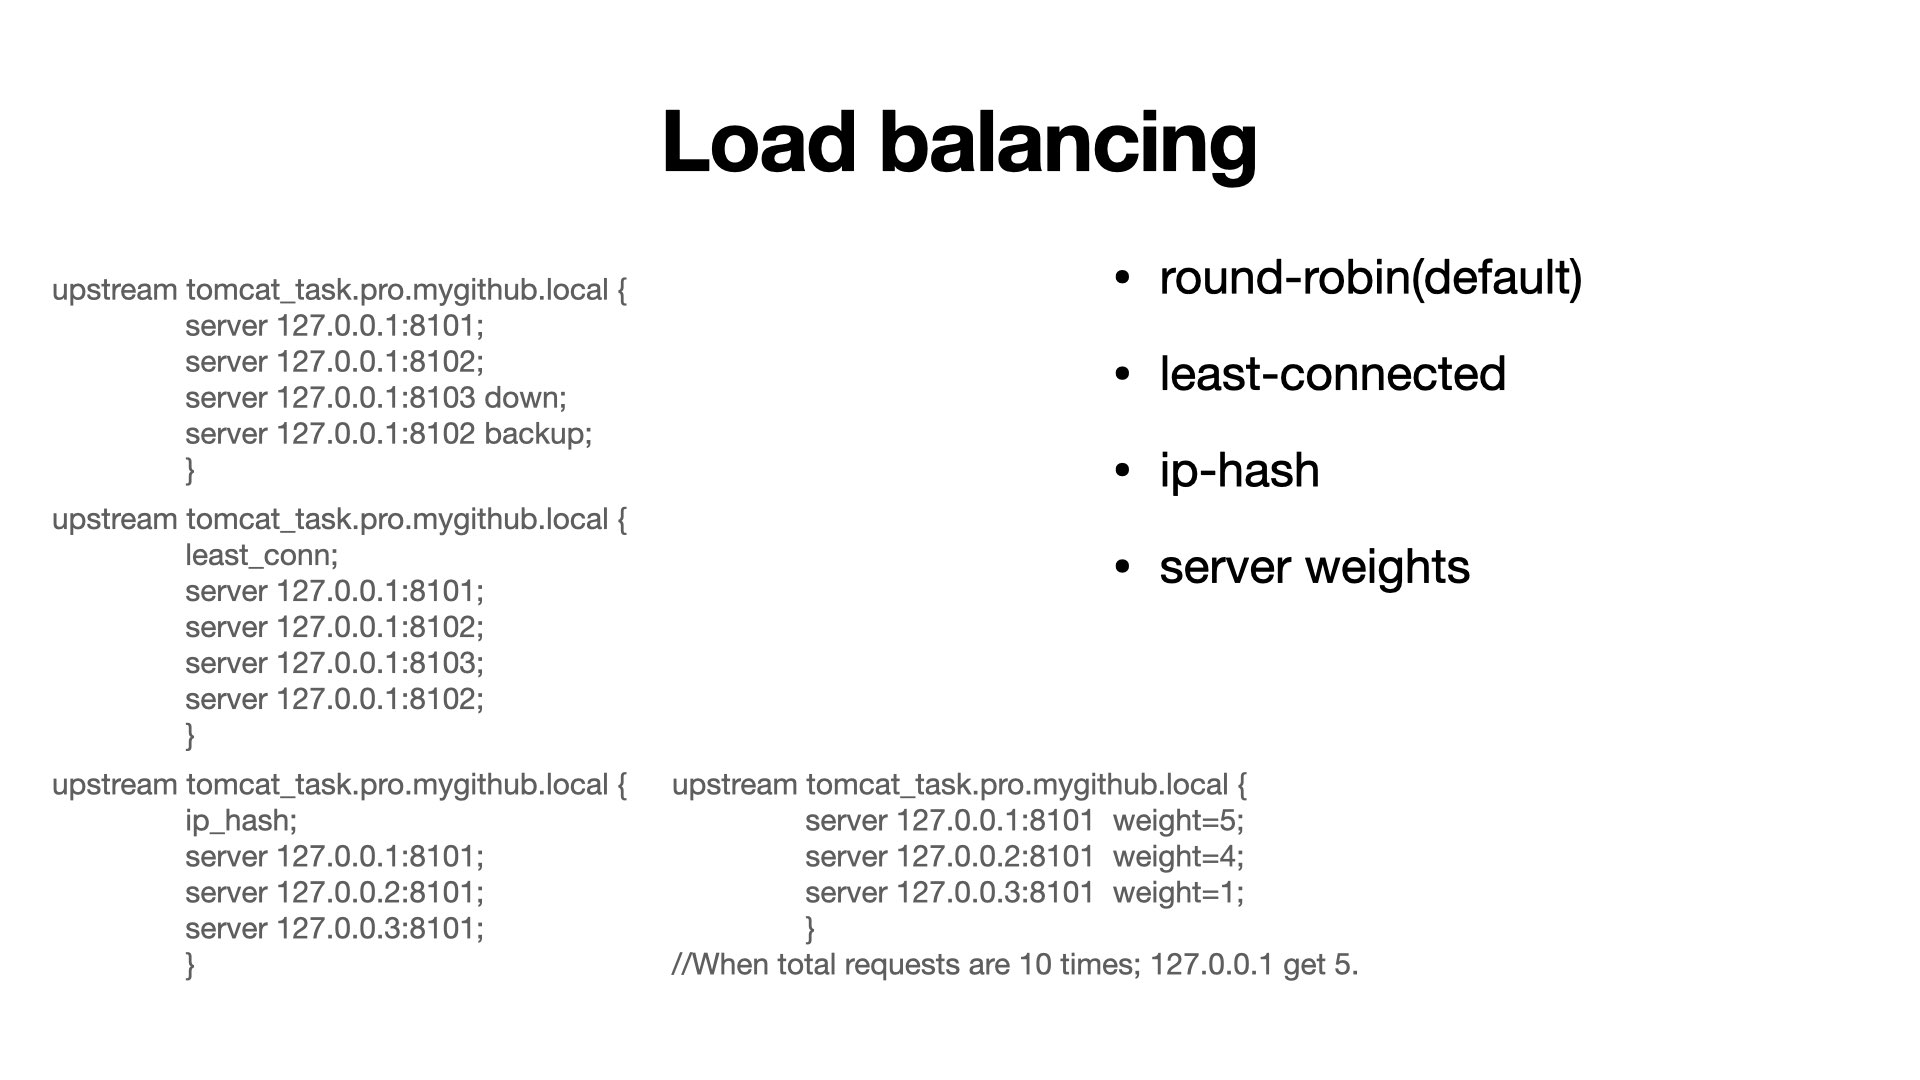 Load balancing
upstream tomcat_task.pro.mygithub.local {
server 127.0.0.1:8101;
server 127.0.0.1:8102;
server 127.0.0.1:8103 down;
server 127.0.0.1:8102 backup;
}
upstream tomcat_task.pro.mygithub.local {
least_conn;
server 127.0.0.1:8101;
server 127.0.0.1:8102;
server 127.0.0.1:8103;
server 127.0.0.1:8102;
}
upstream tomcat_task.pro.mygithub.local {
ip_hash;
server 127.0.0.1:8101;
server 127.0.0.2:8101;
server 127.0.0.3:8101;
}
upstream tomcat_task.pro.mygithub.local {
server 127.0.0.1:8101  weight=5;
server 127.0.0.2:8101  weight=4;
server 127.0.0.3:8101  weight=1;
}
//When total requests are 10 times; 127.0.0.1 get 5.
• round-robin(default)
• least-connected
• ip-hash
• server weights